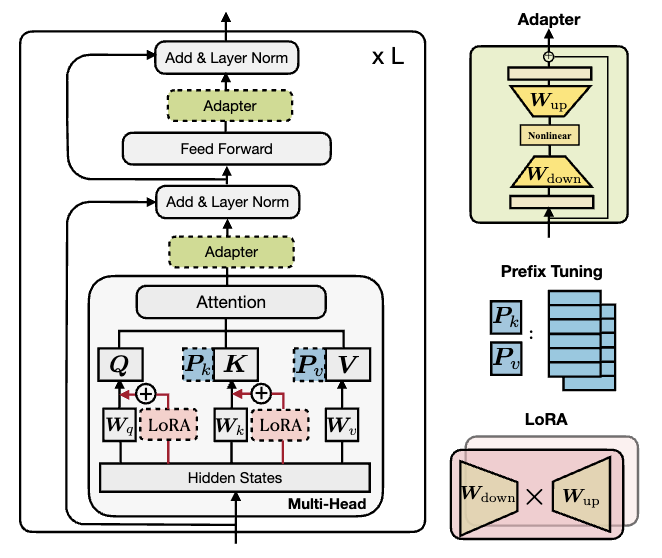 Add & Layer Norm
x L
Adapter
Feed Forward
Add & Layer Norm
Adapter
Attention
Q
P_k
K
P_v
V
+
+
W_q
LoRA
W_k
LoRA
W_v
Hidden States
Multi-Head
Adapter
+
W_up
Nonlinear
W_down
Prefix Tuning
P_k
:
P_v
LoRA
W_down × W_up